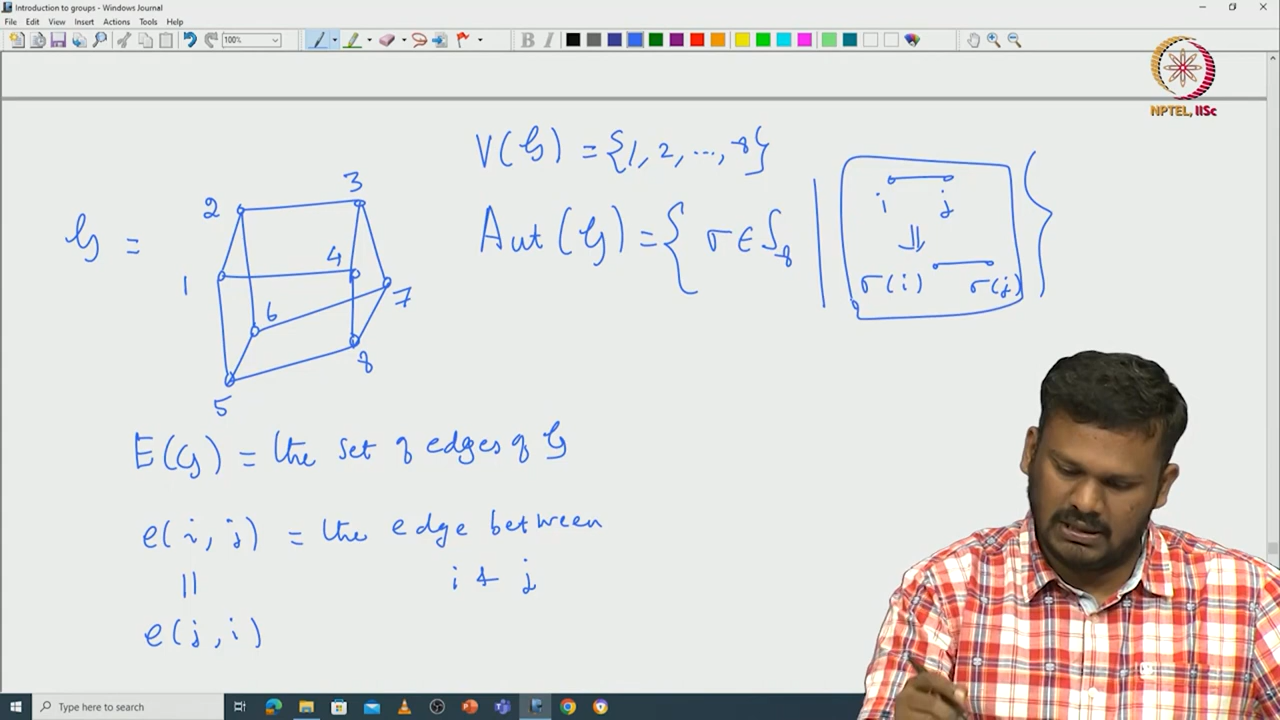 Introduction to groups - Windows Journal
File Edit View Insert Actions Tools Help
100%
B I
NPTEL, IISc
V(G) = {1, 2, ..., 8}
G =
2 3
1 4
6 7
5 8
Aut(G) = { σ ∈ S8 | i j
⇓
σ(i) σ(j) }
E(G) = the set of edges of G
e(i, j) = the edge between
i & j
||
e(j, i)
Type here to search